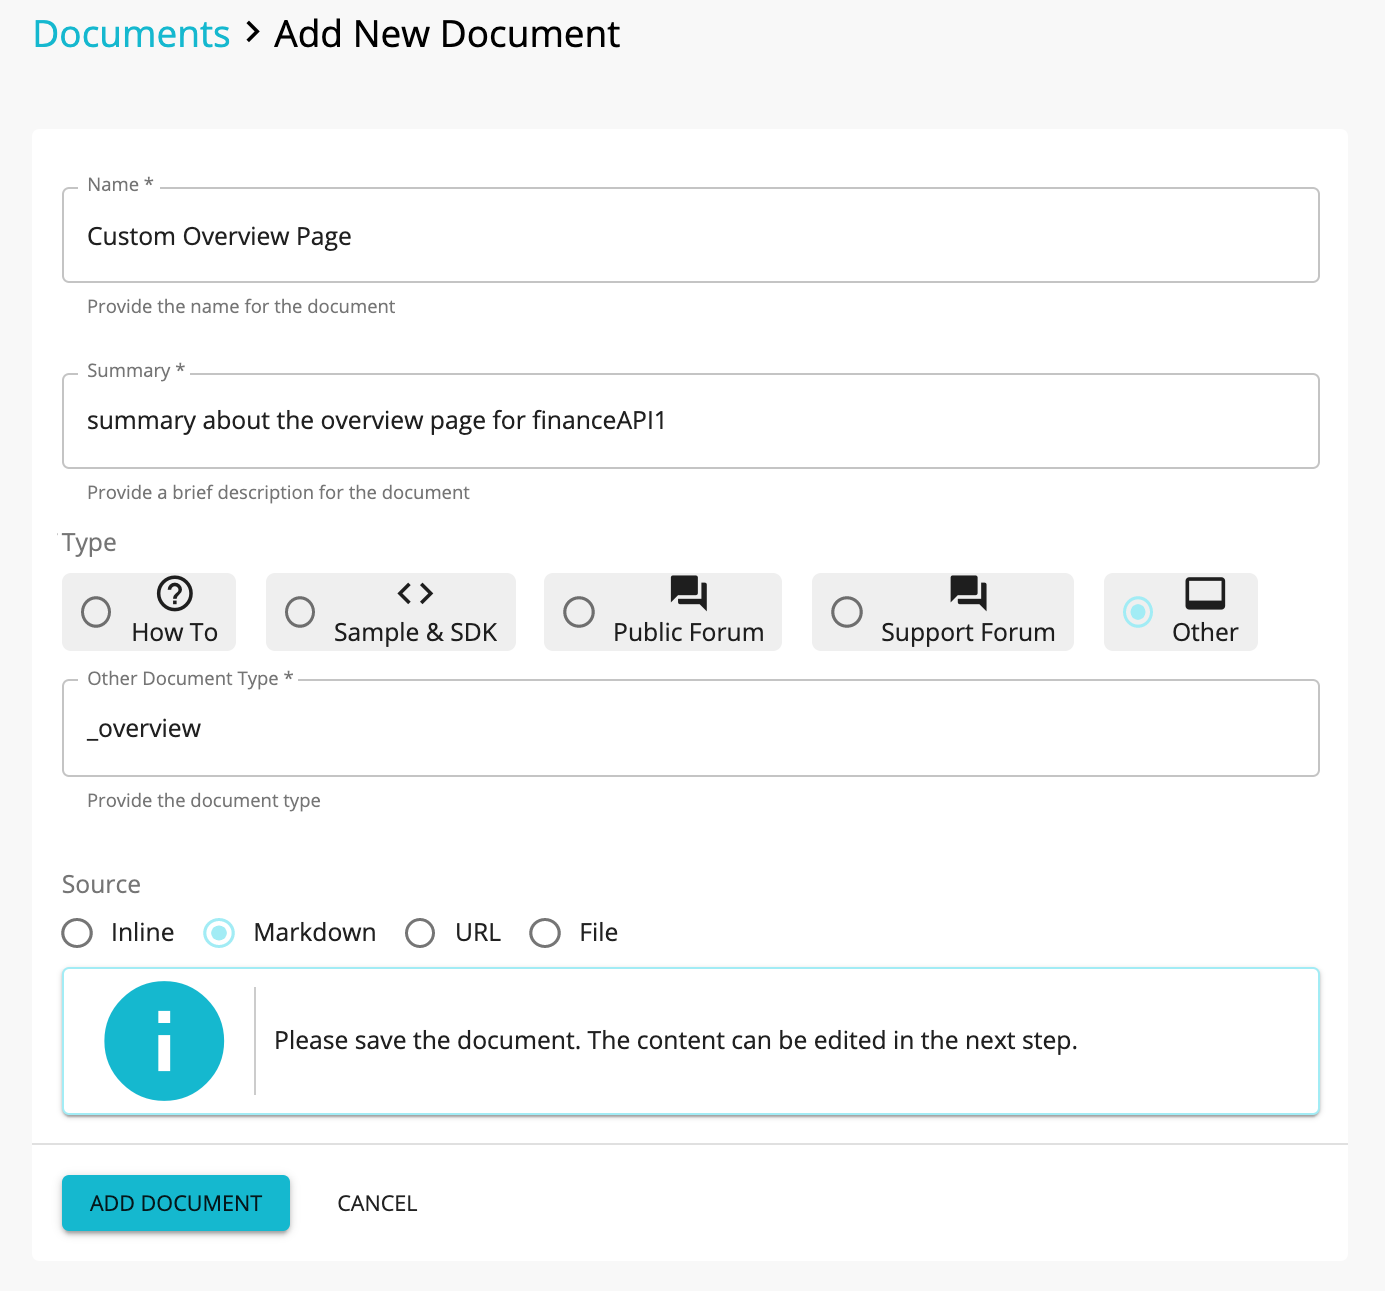 Documents > Add New Document
Name *
Custom Overview Page
Provide the name for the document
Summary *
summary about the overview page for financeAPI1
Provide a brief description for the document
Type
How To Sample & SDK Public Forum Support Forum Other
Other Document Type *
_overview
Provide the document type
Source
Inline Markdown URL File
Please save the document. The content can be edited in the next step.
ADD DOCUMENT CANCEL